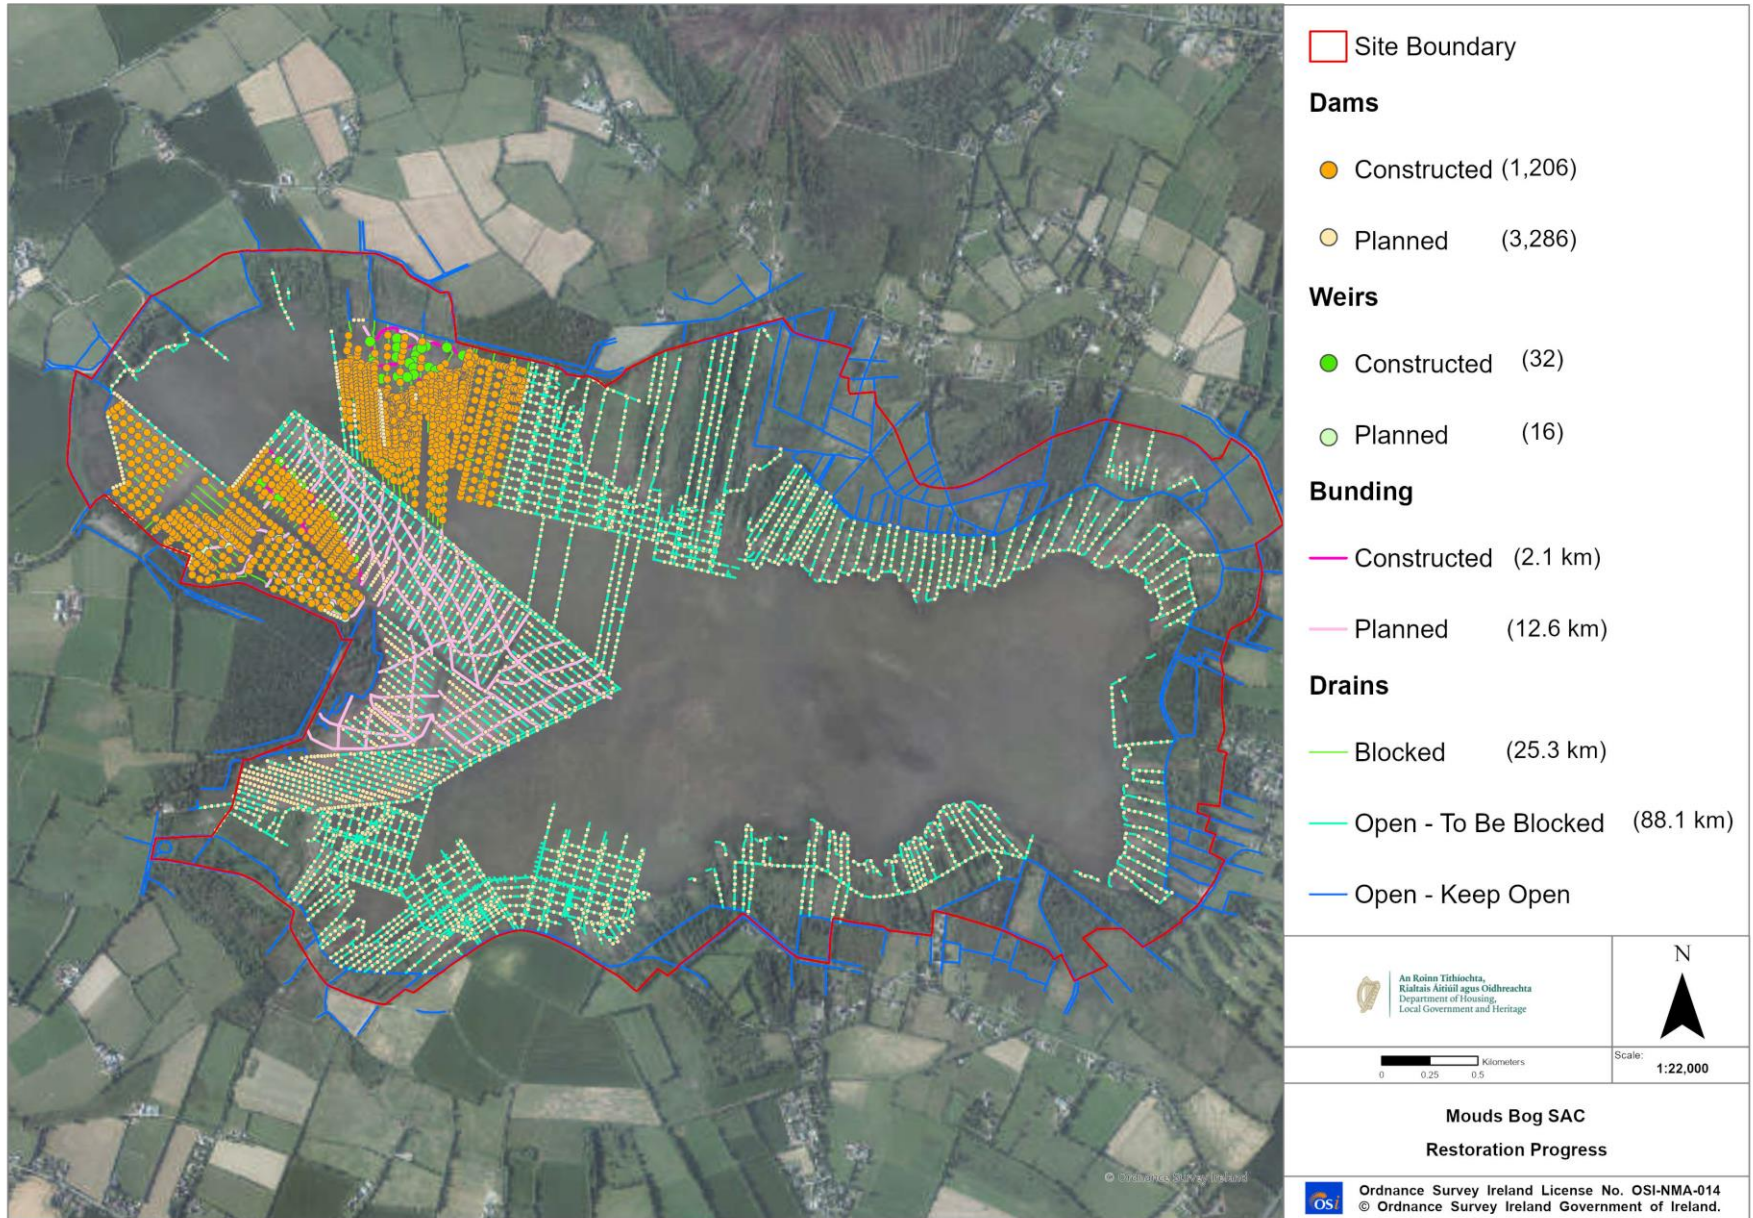 Site Boundary
Dams
Constructed (1,206)
Planned (3,286)
Weirs
Constructed (32)
Planned (16)
Bunding
Constructed (2.1 km)
Planned (12.6 km)
Drains
Blocked (25.3 km)
Open - To Be Blocked (88.1 km)
Open - Keep Open
An Roinn Tithíochta,
Rialtais Áitiúil agus Oidhreachta
Department of Housing,
Local Government and Heritage
N
Kilometers
0 0.25 0.5
Scale:
1:22,000
Mouds Bog SAC
Restoration Progress
osi
Ordnance Survey Ireland License No. OSI-NMA-014
© Ordnance Survey Ireland Government of Ireland.
© Ordnance Survey Ireland